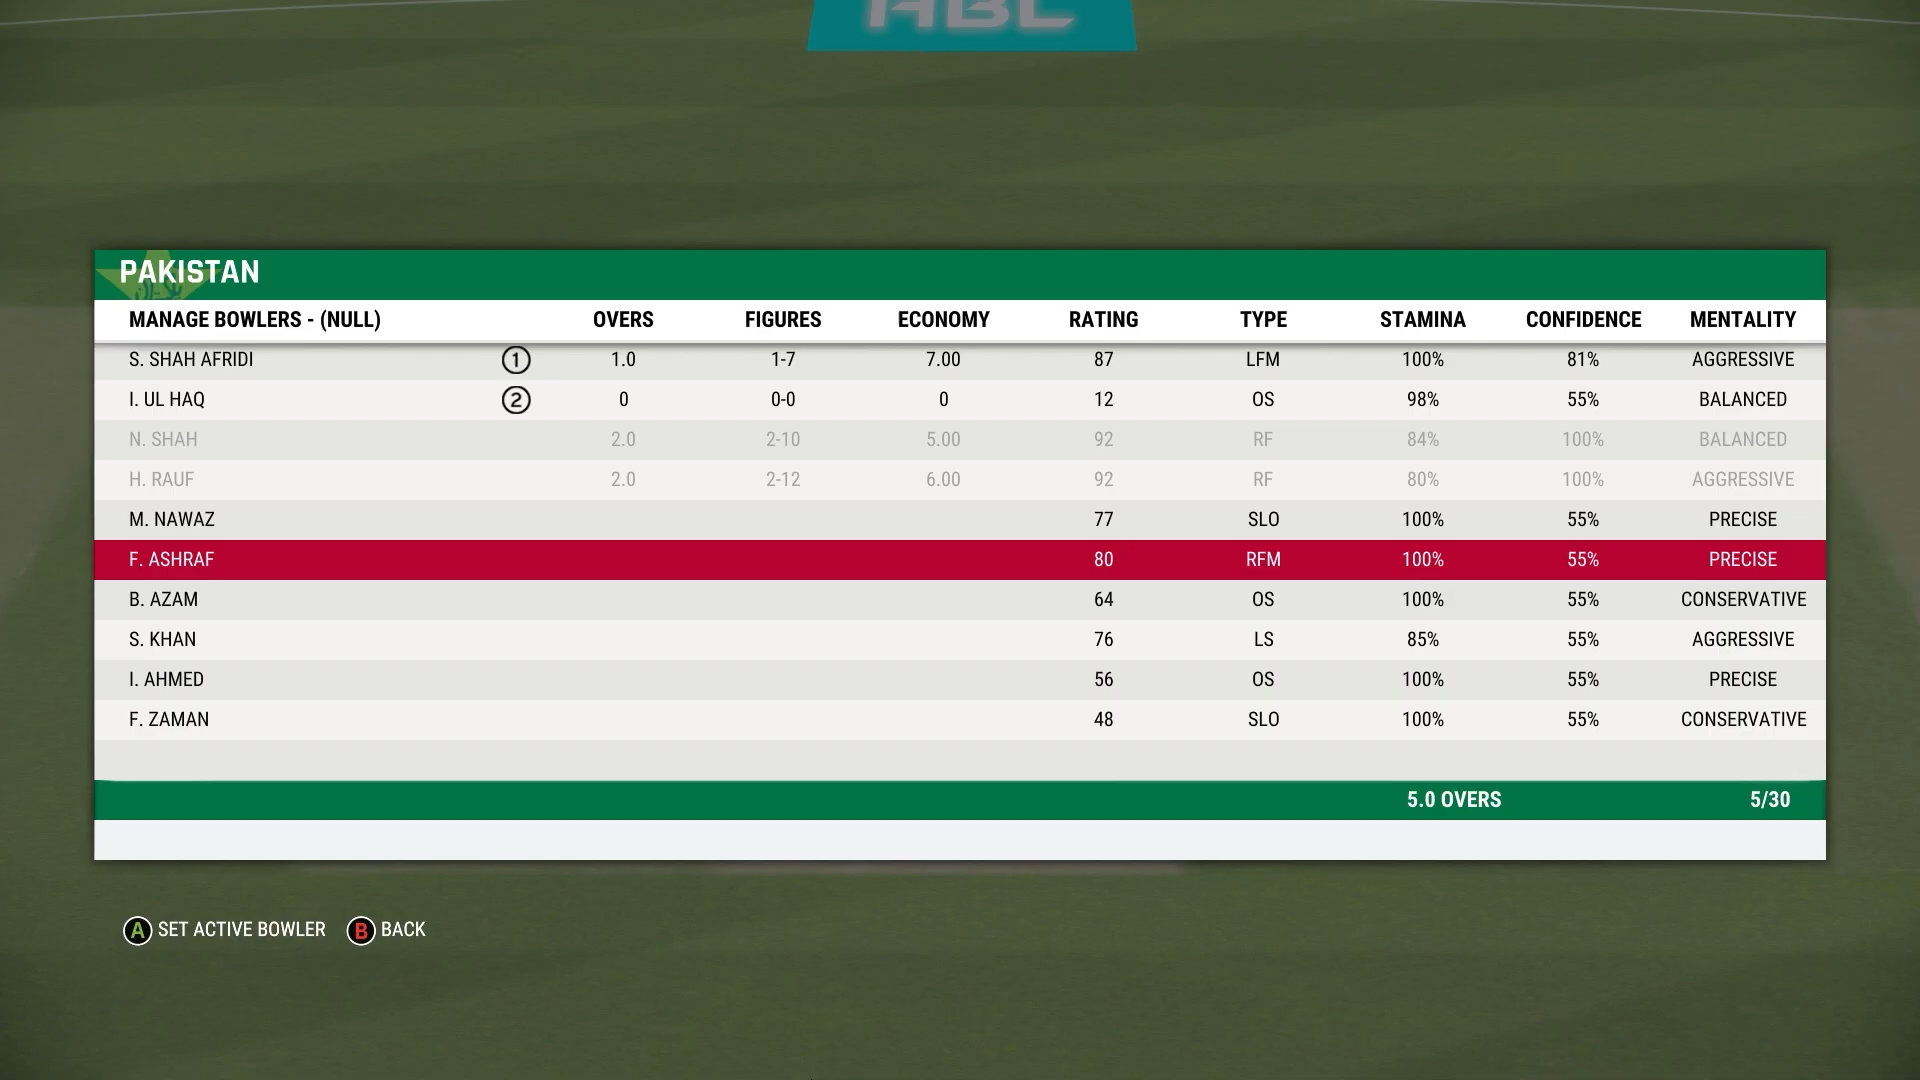 HBL
PAKISTAN
MANAGE BOWLERS - (NULL) OVERS FIGURES ECONOMY RATING TYPE STAMINA CONFIDENCE MENTALITY
S. SHAH AFRIDI 1 1.0 1-7 7.00 87 LFM 100% 81% AGGRESSIVE
I. UL HAQ 2 0 0-0 0 12 OS 98% 55% BALANCED
N. SHAH 2.0 2-10 5.00 92 RF 84% 100% BALANCED
H. RAUF 2.0 2-12 6.00 92 RF 80% 100% AGGRESSIVE
M. NAWAZ 77 SLO 100% 55% PRECISE
F. ASHRAF 80 RFM 100% 55% PRECISE
B. AZAM 64 OS 100% 55% CONSERVATIVE
S. KHAN 76 LS 85% 55% AGGRESSIVE
I. AHMED 56 OS 100% 55% PRECISE
F. ZAMAN 48 SLO 100% 55% CONSERVATIVE
5.0 OVERS 5/30
A SET ACTIVE BOWLER B BACK